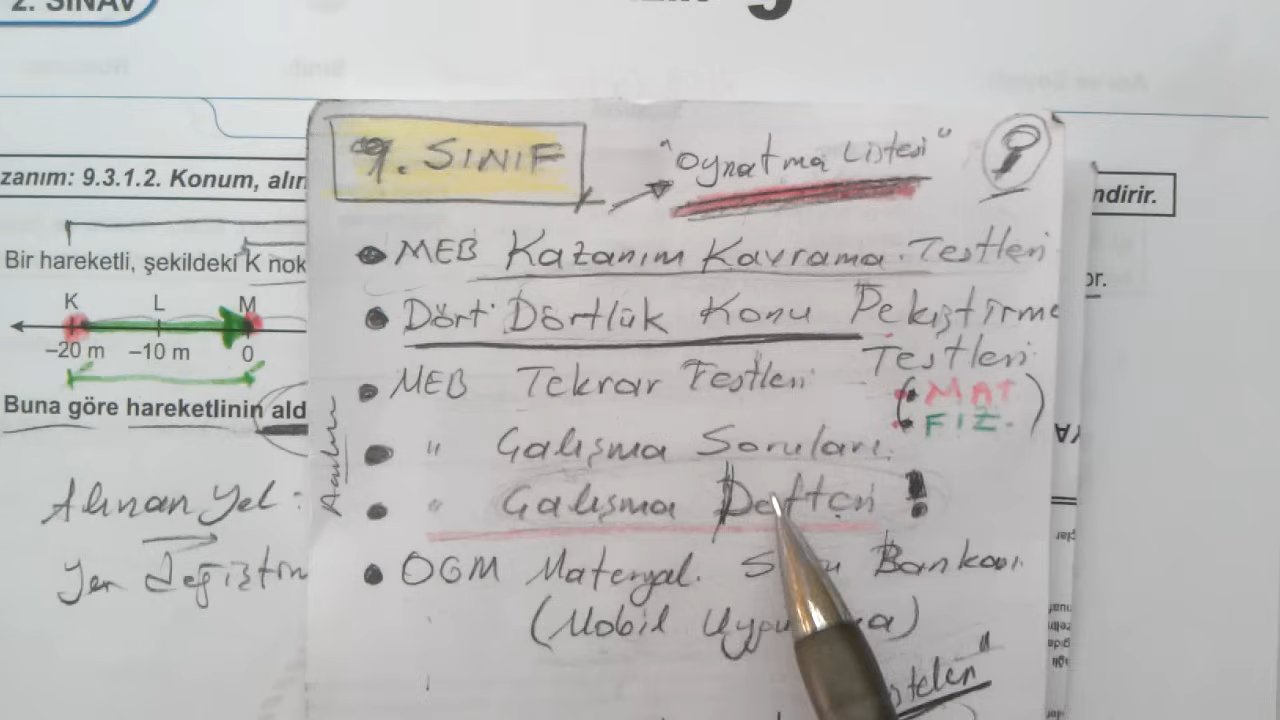 2. SINAV
9. SINIF
"Oynatma Listesi"
zanım: 9.3.1.2. Konum, alın
ndirir.
MEB Kazanım Kavrama Testleri
Bir hareketli, şekildeki K nok
or.
Dört Dörtlük Konu Pekiştirme
Testleri
K L M
–20 m –10 m 0
MEB Tekrar Testleri
(MAT
FİZ.)
Buna göre hareketlinin ald
" Çalışma Soruları
" Çalışma Defteri !
Alınan Yol :
Yer değiştirm
OGM Materyal. Bankası
(Mobil